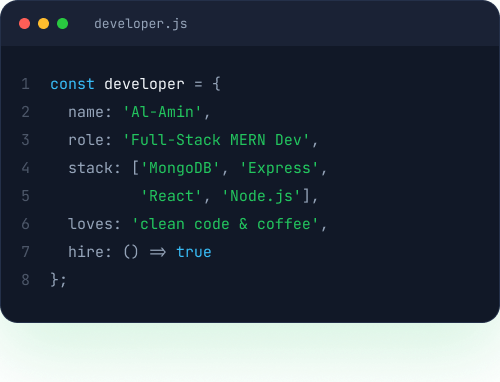 developer.js
1 const developer = {
2   name: 'Al-Amin',
3   role: 'Full-Stack MERN Dev',
4   stack: ['MongoDB', 'Express',
5           'React', 'Node.js'],
6   loves: 'clean code & coffee',
7   hire: () => true
8 };